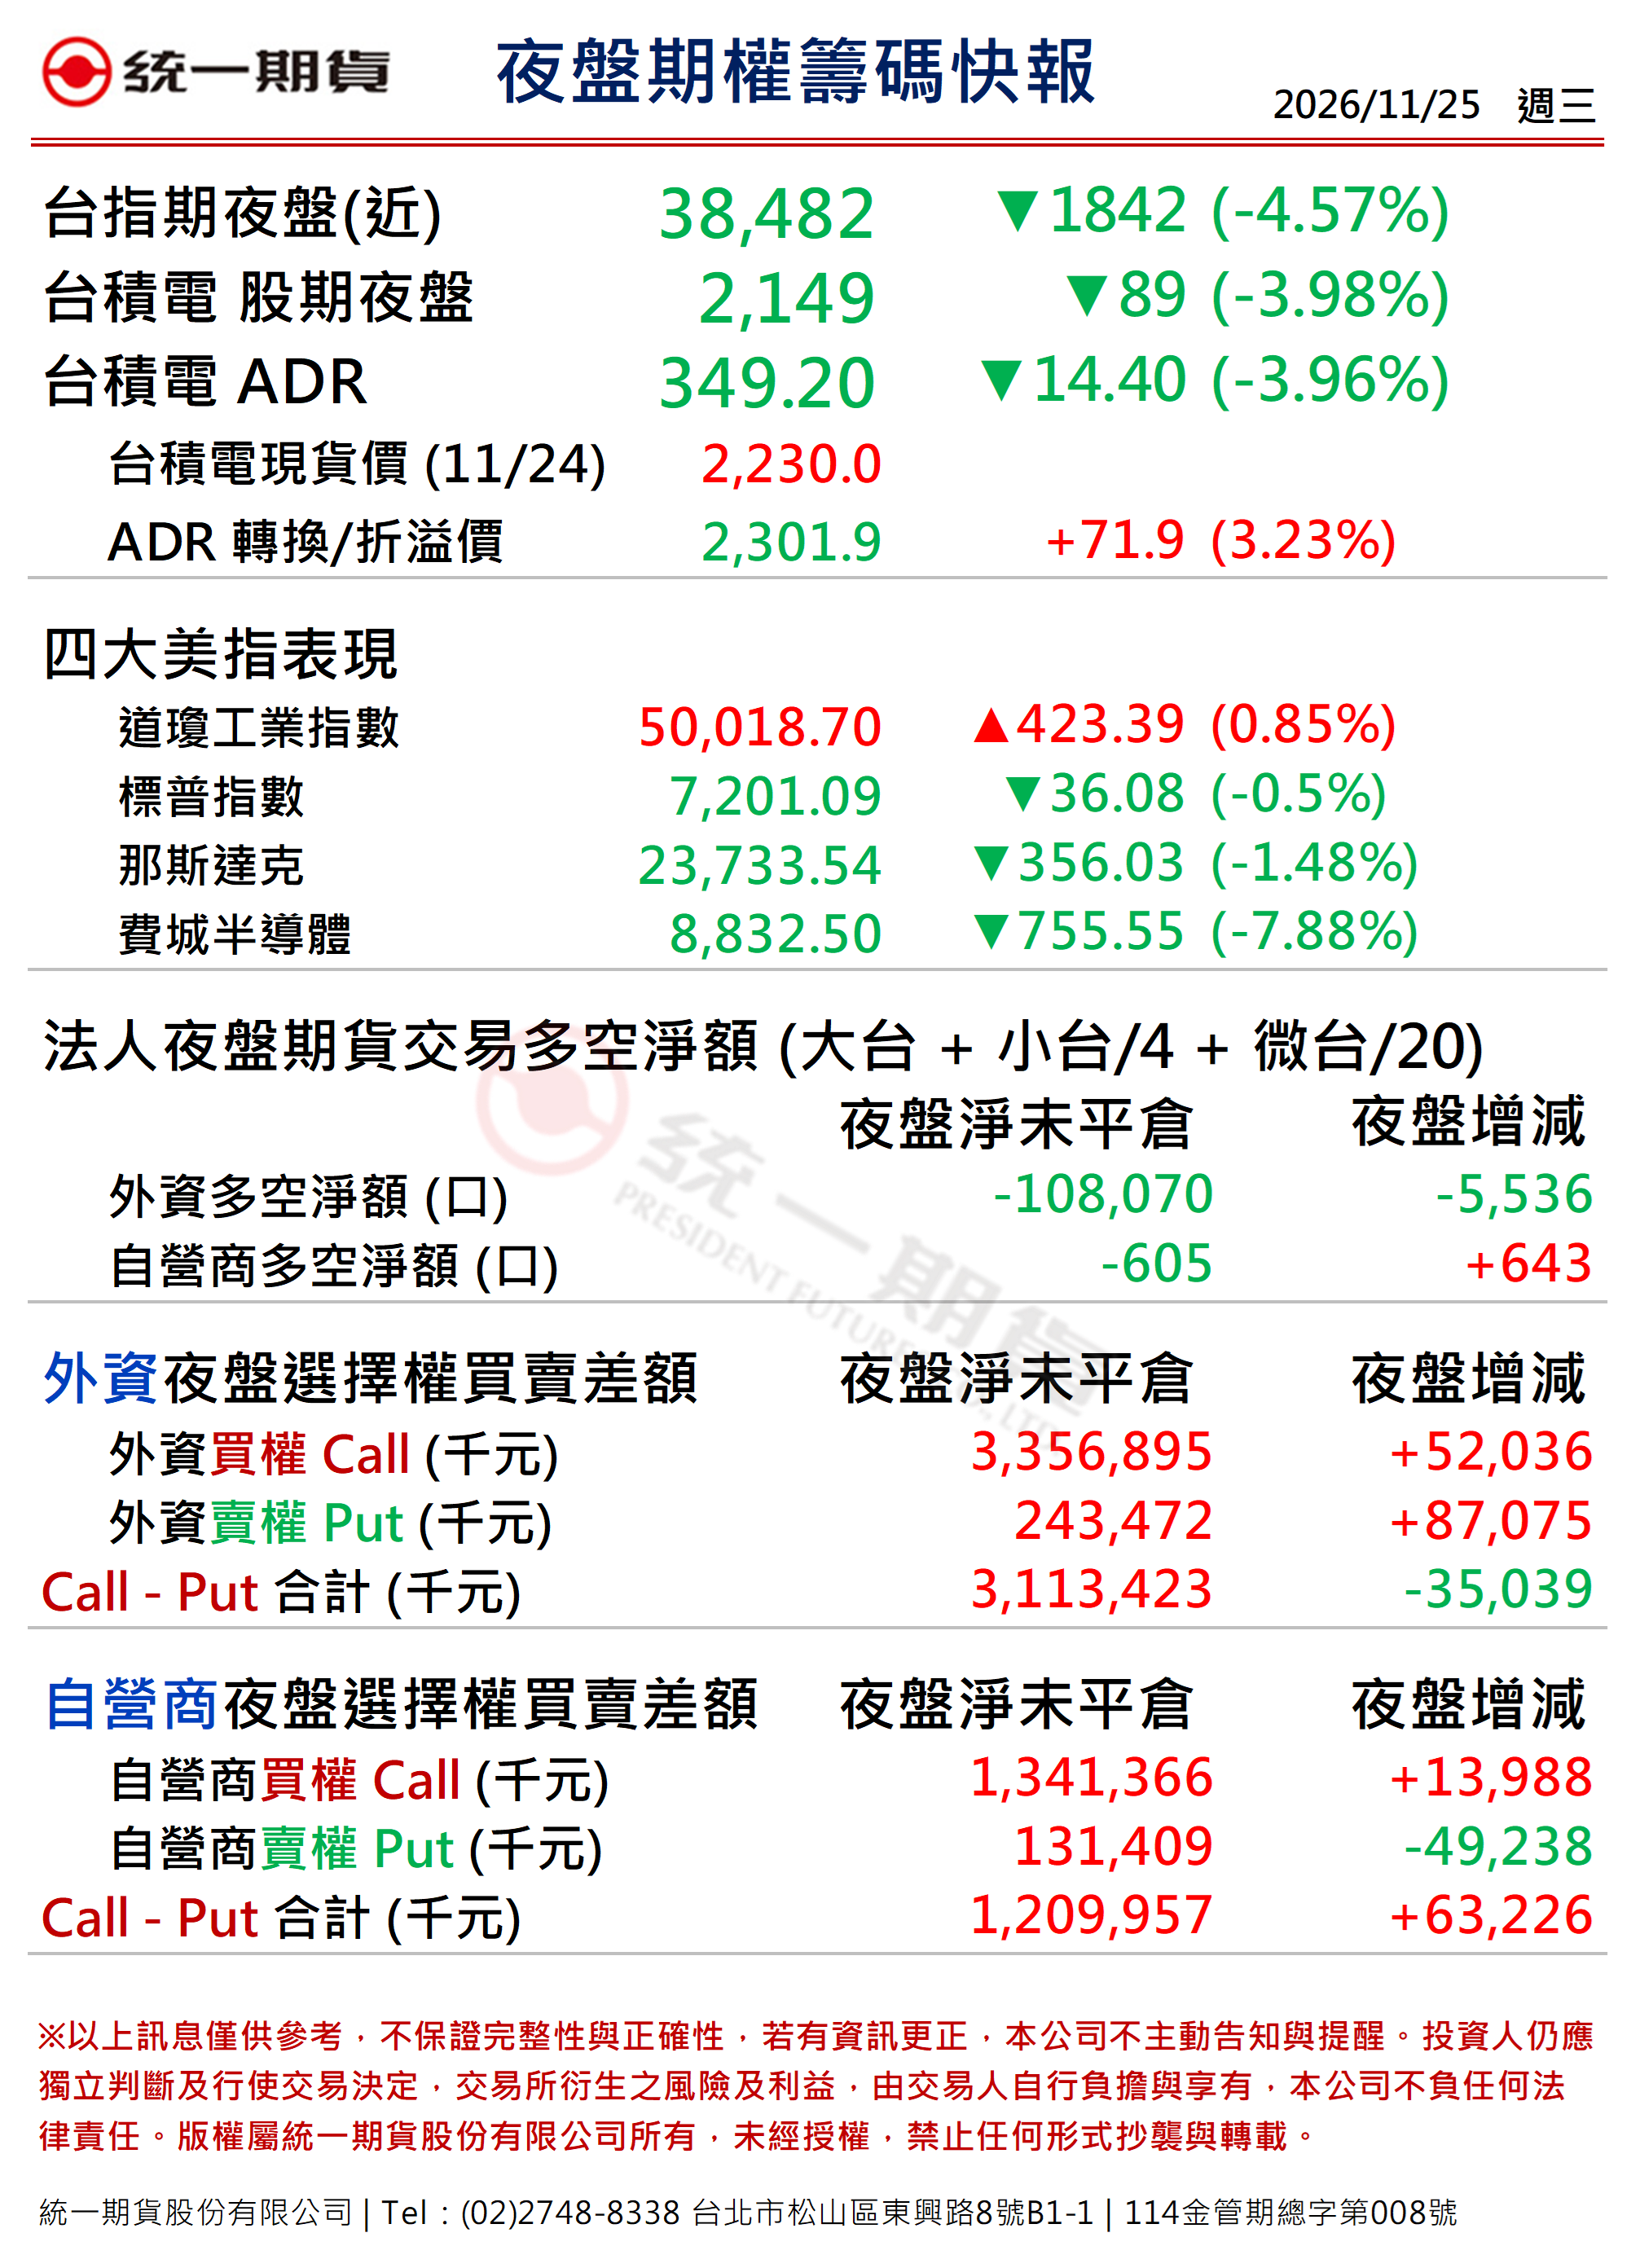 統一期貨 夜盤期權籌碼快報 2026/11/25 週三
台指期夜盤(近) 38,482 ▼1842 (-4.57%)
台積電 股期夜盤 2,149 ▼89 (-3.98%)
台積電 ADR 349.20 ▼14.40 (-3.96%)
台積電現貨價 (11/24) 2,230.0
ADR 轉換/折溢價 2,301.9 +71.9 (3.23%)
四大美指表現
道瓊工業指數 50,018.70 ▲423.39 (0.85%)
標普指數 7,201.09 ▼36.08 (-0.5%)
那斯達克 23,733.54 ▼356.03 (-1.48%)
費城半導體 8,832.50 ▼755.55 (-7.88%)
法人夜盤期貨交易多空淨額 (大台 + 小台/4 + 微台/20)
夜盤淨未平倉 夜盤增減
外資多空淨額 (口) -108,070 -5,536
自營商多空淨額 (口) -605 +643
統一期貨
PRESIDENT FUTURES CO., LTD.
外資夜盤選擇權買賣差額 夜盤淨未平倉 夜盤增減
外資買權 Call (千元) 3,356,895 +52,036
外資賣權 Put (千元) 243,472 +87,075
Call - Put 合計 (千元) 3,113,423 -35,039
自營商夜盤選擇權買賣差額 夜盤淨未平倉 夜盤增減
自營商買權 Call (千元) 1,341,366 +13,988
自營商賣權 Put (千元) 131,409 -49,238
Call - Put 合計 (千元) 1,209,957 +63,226
※以上訊息僅供參考，不保證完整性與正確性，若有資訊更正，本公司不主動告知與提醒。投資人仍應
獨立判斷及行使交易決定，交易所衍生之風險及利益，由交易人自行負擔與享有，本公司不負任何法
律責任。版權屬統一期貨股份有限公司所有，未經授權，禁止任何形式抄襲與轉載。
統一期貨股份有限公司 | Tel：(02)2748-8338 台北市松山區東興路8號B1-1 | 114金管期總字第008號